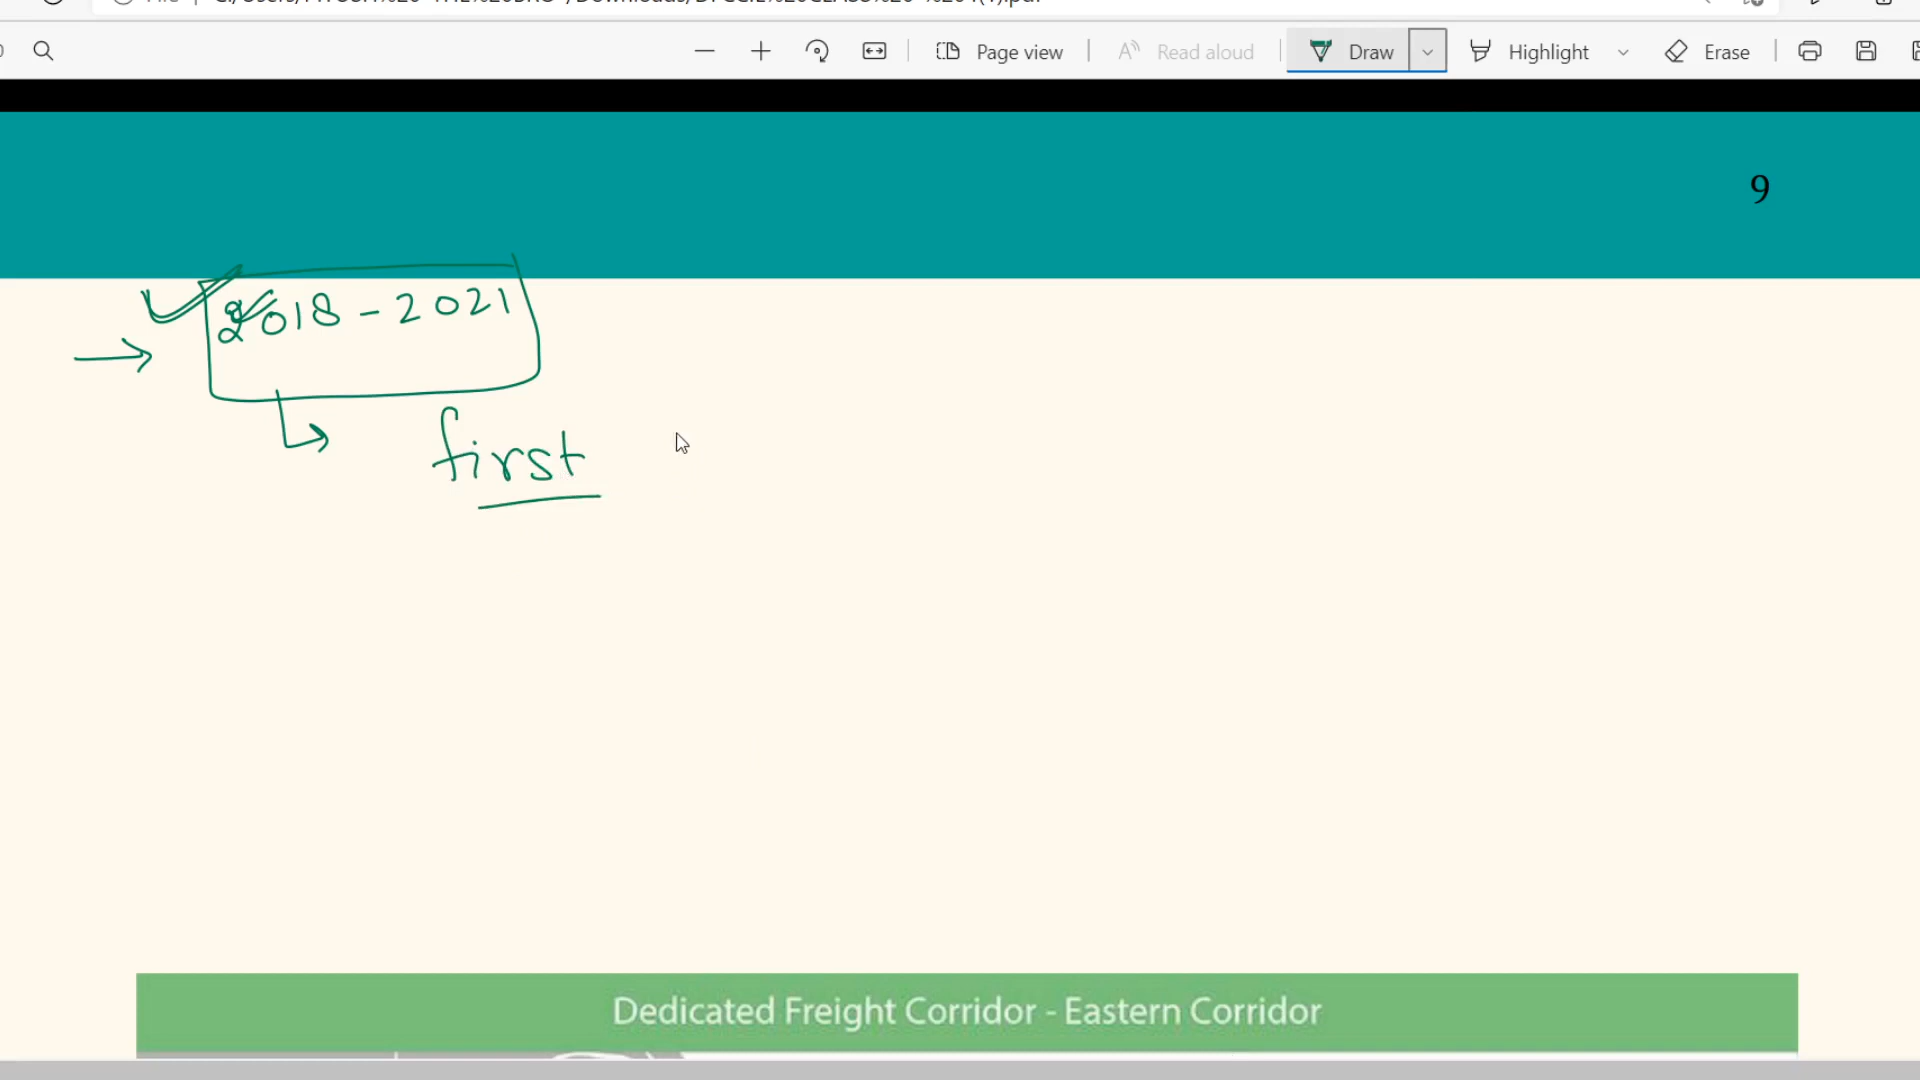 Page view
Read aloud
Draw
Highlight
Erase
9
2018-2021
first
Dedicated Freight Corridor - Eastern Corridor